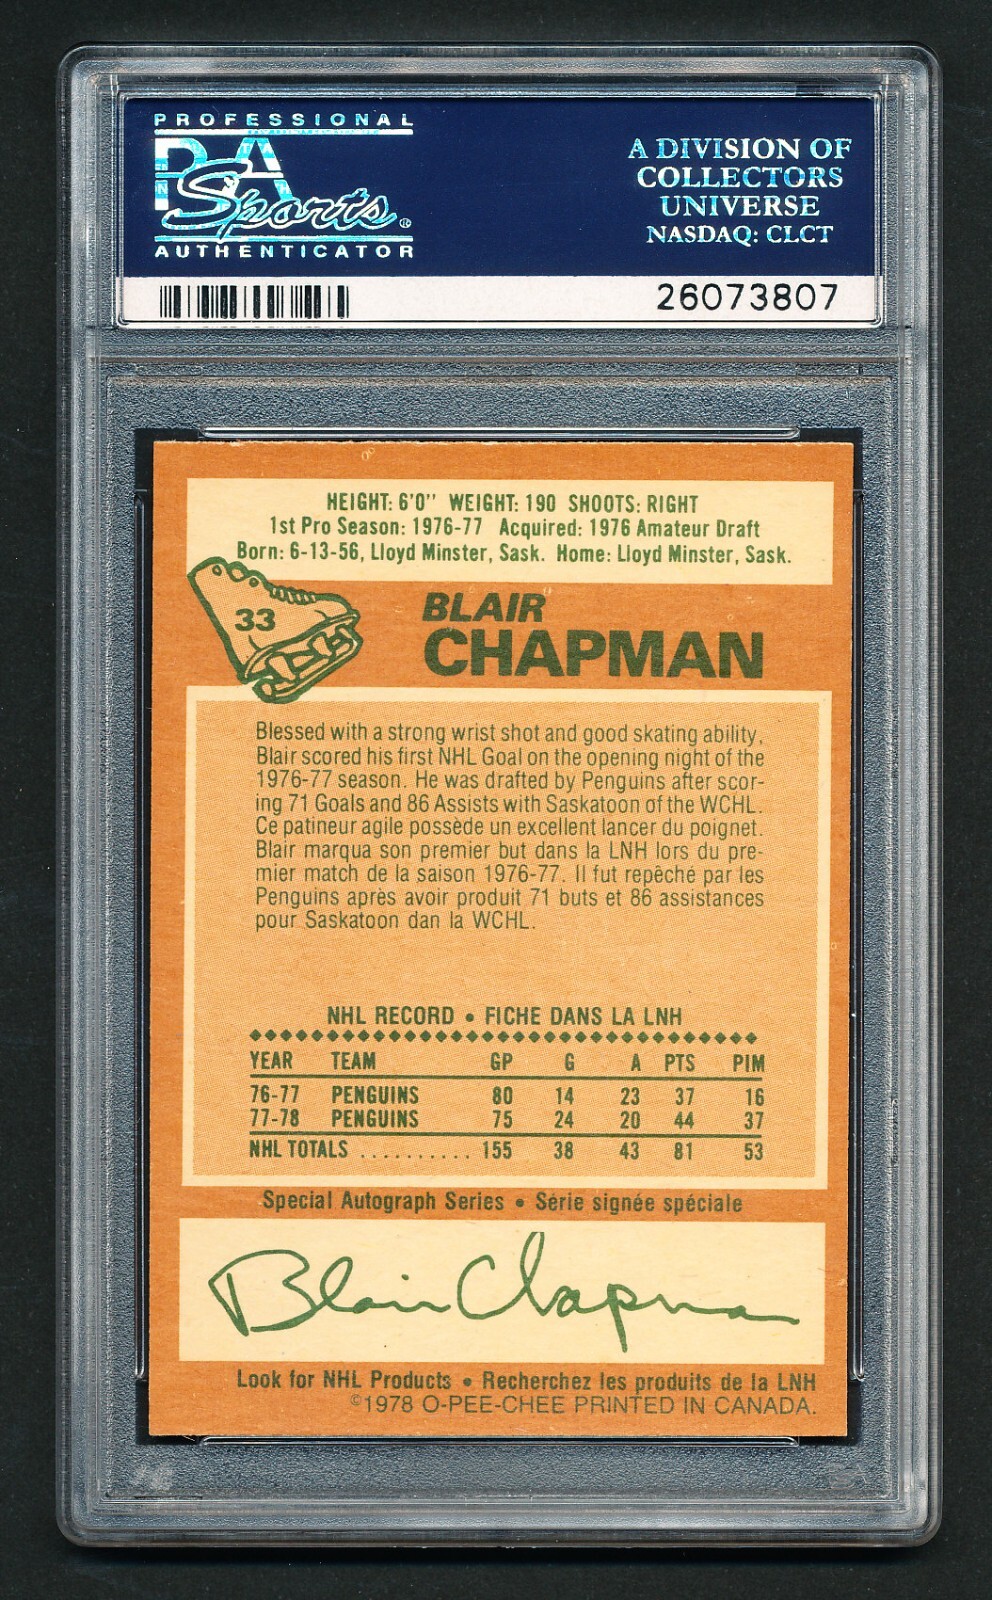 PROFESSIONAL
PSA
Sports
AUTHENTICATOR
A DIVISION OF
COLLECTORS
UNIVERSE
NASDAQ: CLCT
26073807
HEIGHT: 6'0'' WEIGHT: 190 SHOOTS: RIGHT
1st Pro Season: 1976-77 Acquired: 1976 Amateur Draft
Born: 6-13-56, Lloyd Minster, Sask. Home: Lloyd Minster, Sask.
33
BLAIR
CHAPMAN
Blessed with a strong wrist shot and good skating ability,
Blair scored his first NHL Goal on the opening night of the
1976-77 season. He was drafted by Penguins after scor-
ing 71 Goals and 86 Assists with Saskatoon of the WCHL.
Ce patineur agile possède un excellent lancer du poignet.
Blair marqua son premier but dans la LNH lors du pre-
mier match de la saison 1976-77. Il fut repêché par les
Penguins après avoir produit 71 buts et 86 assistances
pour Saskatoon dan la WCHL.
NHL RECORD • FICHE DANS LA LNH
YEAR TEAM GP G A PTS PIM
76-77 PENGUINS 80 14 23 37 16
77-78 PENGUINS 75 24 20 44 37
NHL TOTALS .......... 155 38 43 81 53
Special Autograph Series • Série signée spéciale
Blair Chapman
Look for NHL Products • Recherchez les produits de la LNH
©1978 O-PEE-CHEE PRINTED IN CANADA.